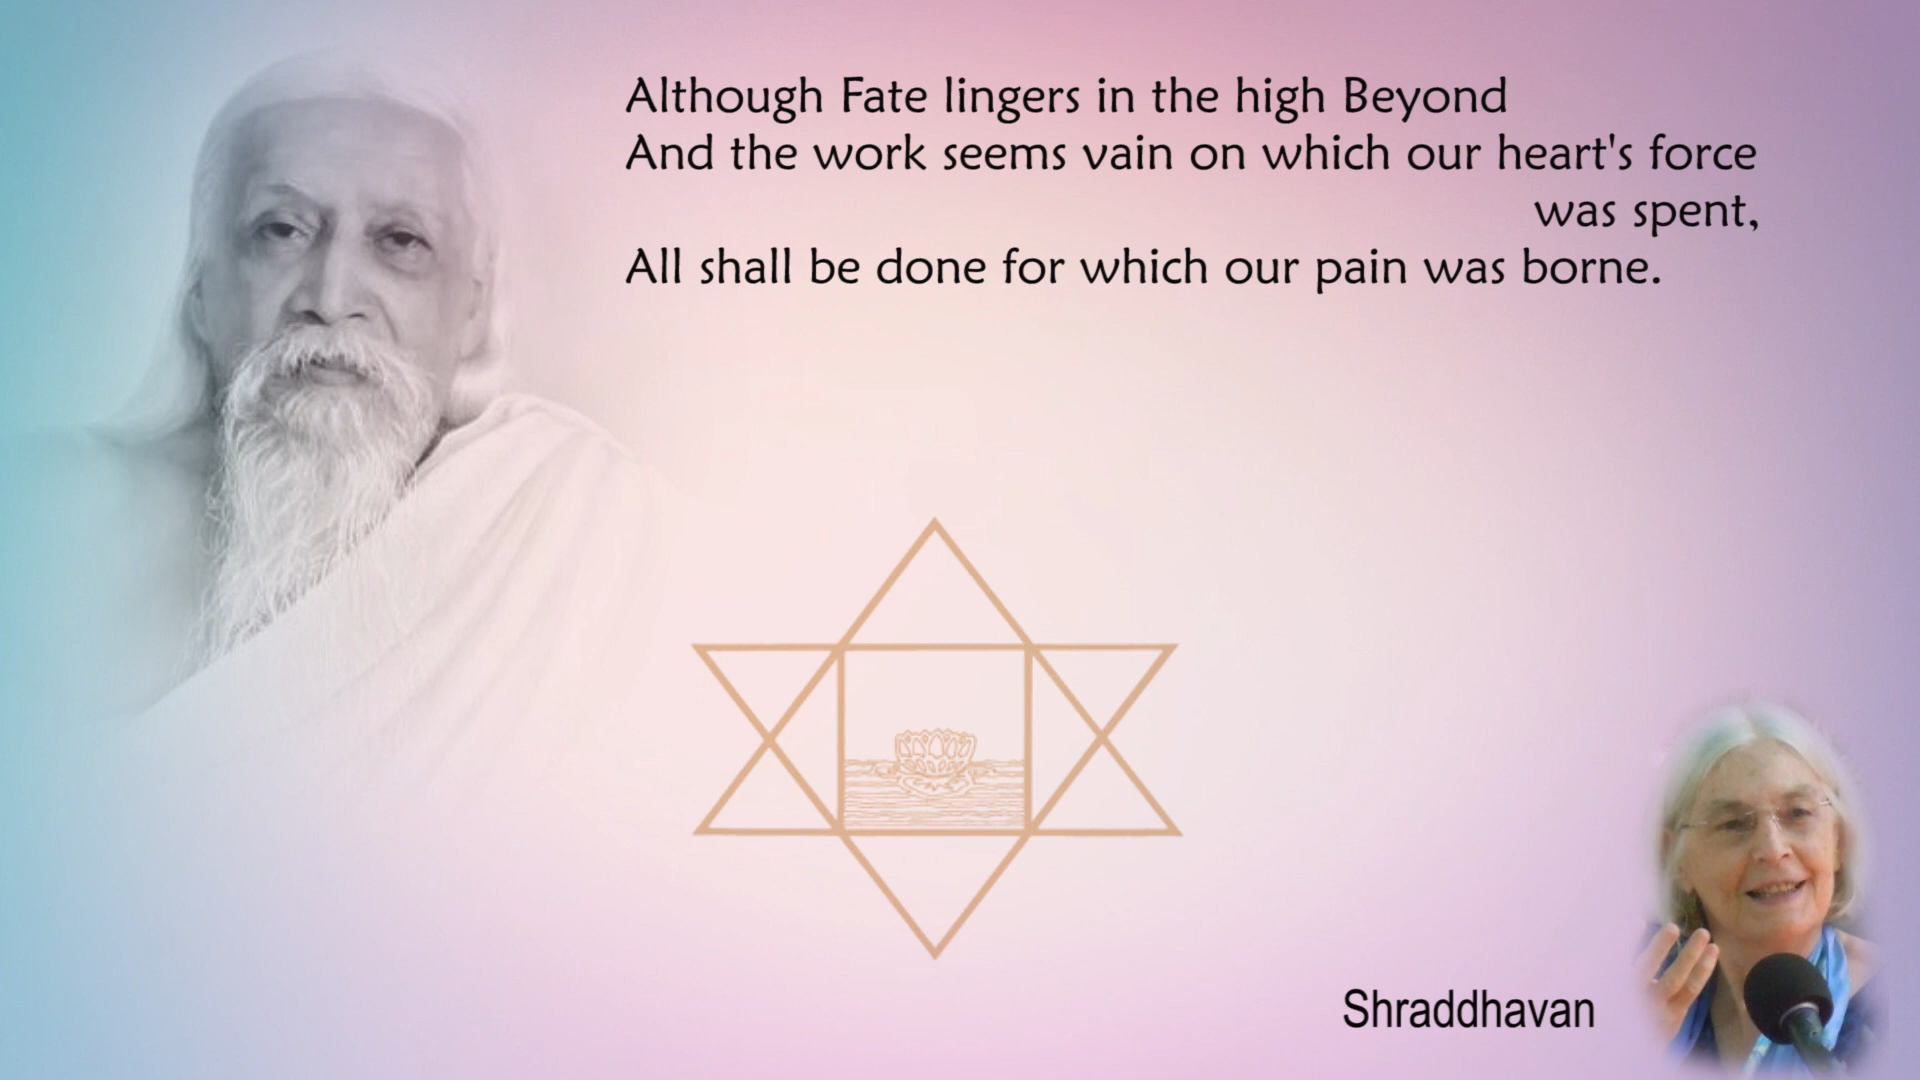 Although Fate lingers in the high Beyond
And the work seems vain on which our heart's force
was spent,
All shall be done for which our pain was borne.
Shraddhavan